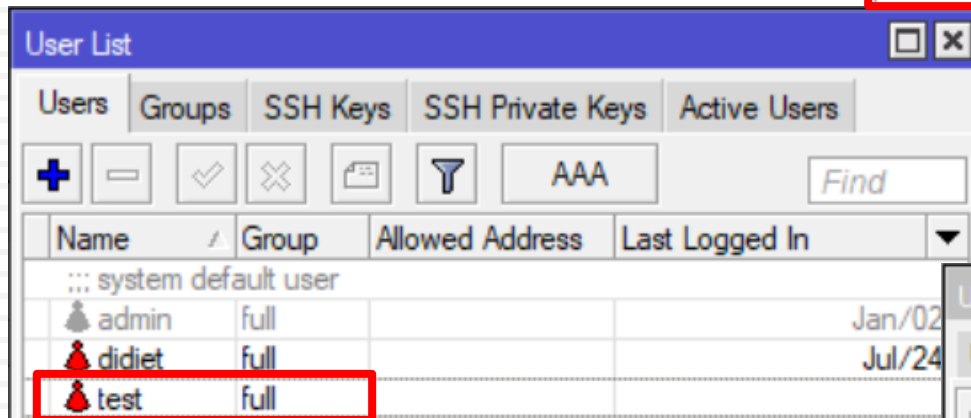 User List
Users Groups SSH Keys SSH Private Keys Active Users
AAA Find
Name Group Allowed Address Last Logged In
;;; system default user
admin full Jan/02
didiet full Jul/24
test full